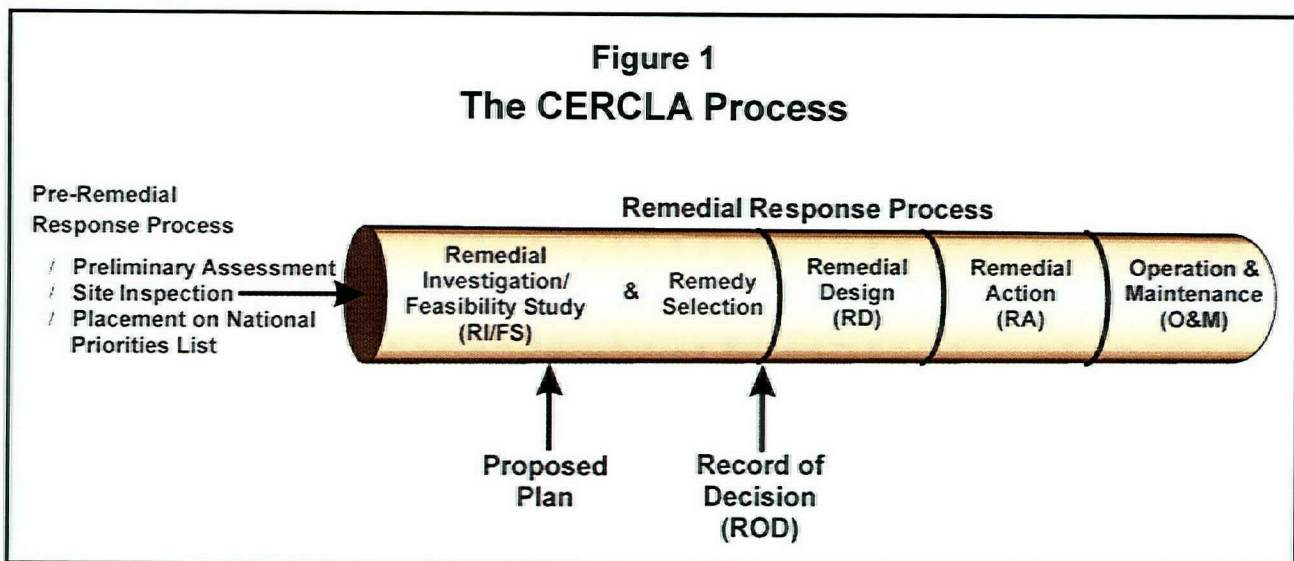 Figure 1
The CERCLA Process
Pre-Remedial
Response Process
/ Preliminary Assessment
/ Site Inspection
/ Placement on National
Priorities List
Remedial Response Process
Remedial
Investigation/
Feasibility Study
(RI/FS)
&
Remedy
Selection
Remedial
Design
(RD)
Remedial
Action
(RA)
Operation &
Maintenance
(O&M)
Proposed
Plan
Record of
Decision
(ROD)